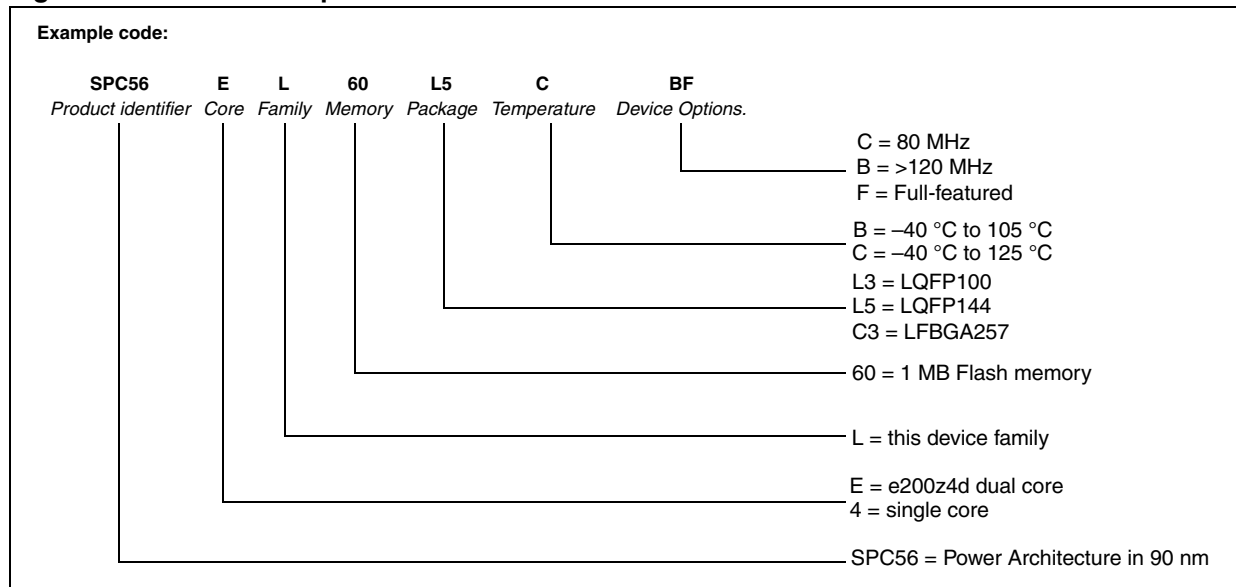 Example code:
SPC56 E L 60 L5 C BF
Product identifier Core Family Memory Package Temperature Device Options.
C = 80 MHz
B = >120 MHz
F = Full-featured
B = –40 °C to 105 °C
C = –40 °C to 125 °C
L3 = LQFP100
L5 = LQFP144
C3 = LFBGA257
60 = 1 MB Flash memory
L = this device family
E = e200z4d dual core
4 = single core
SPC56 = Power Architecture in 90 nm